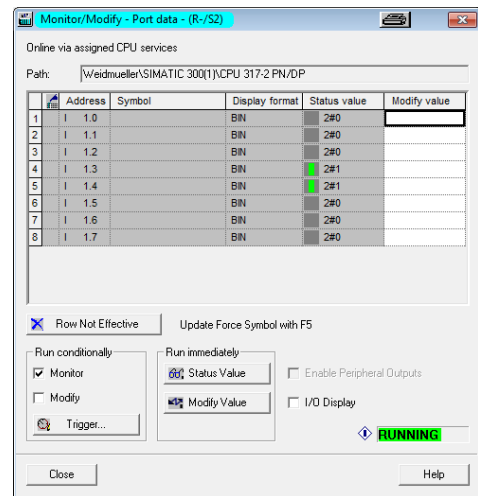 Monitor/Modify - Port data - (R-/S2)
Online via assigned CPU services
Path: Weidmueller\SIMATIC 300(1)\CPU 317-2 PN/DP
Address Symbol Display format Status value Modify value
1 I 1.0 BIN 2#0
2 I 1.1 BIN 2#0
3 I 1.2 BIN 2#0
4 I 1.3 BIN 2#1
5 I 1.4 BIN 2#1
6 I 1.5 BIN 2#0
7 I 1.6 BIN 2#0
8 I 1.7 BIN 2#0
Row Not Effective Update Force Symbol with F5
Run conditionally Run immediately
Monitor Status Value Enable Peripheral Outputs
Modify Modify Value I/O Display
Trigger... RUNNING
Close Help